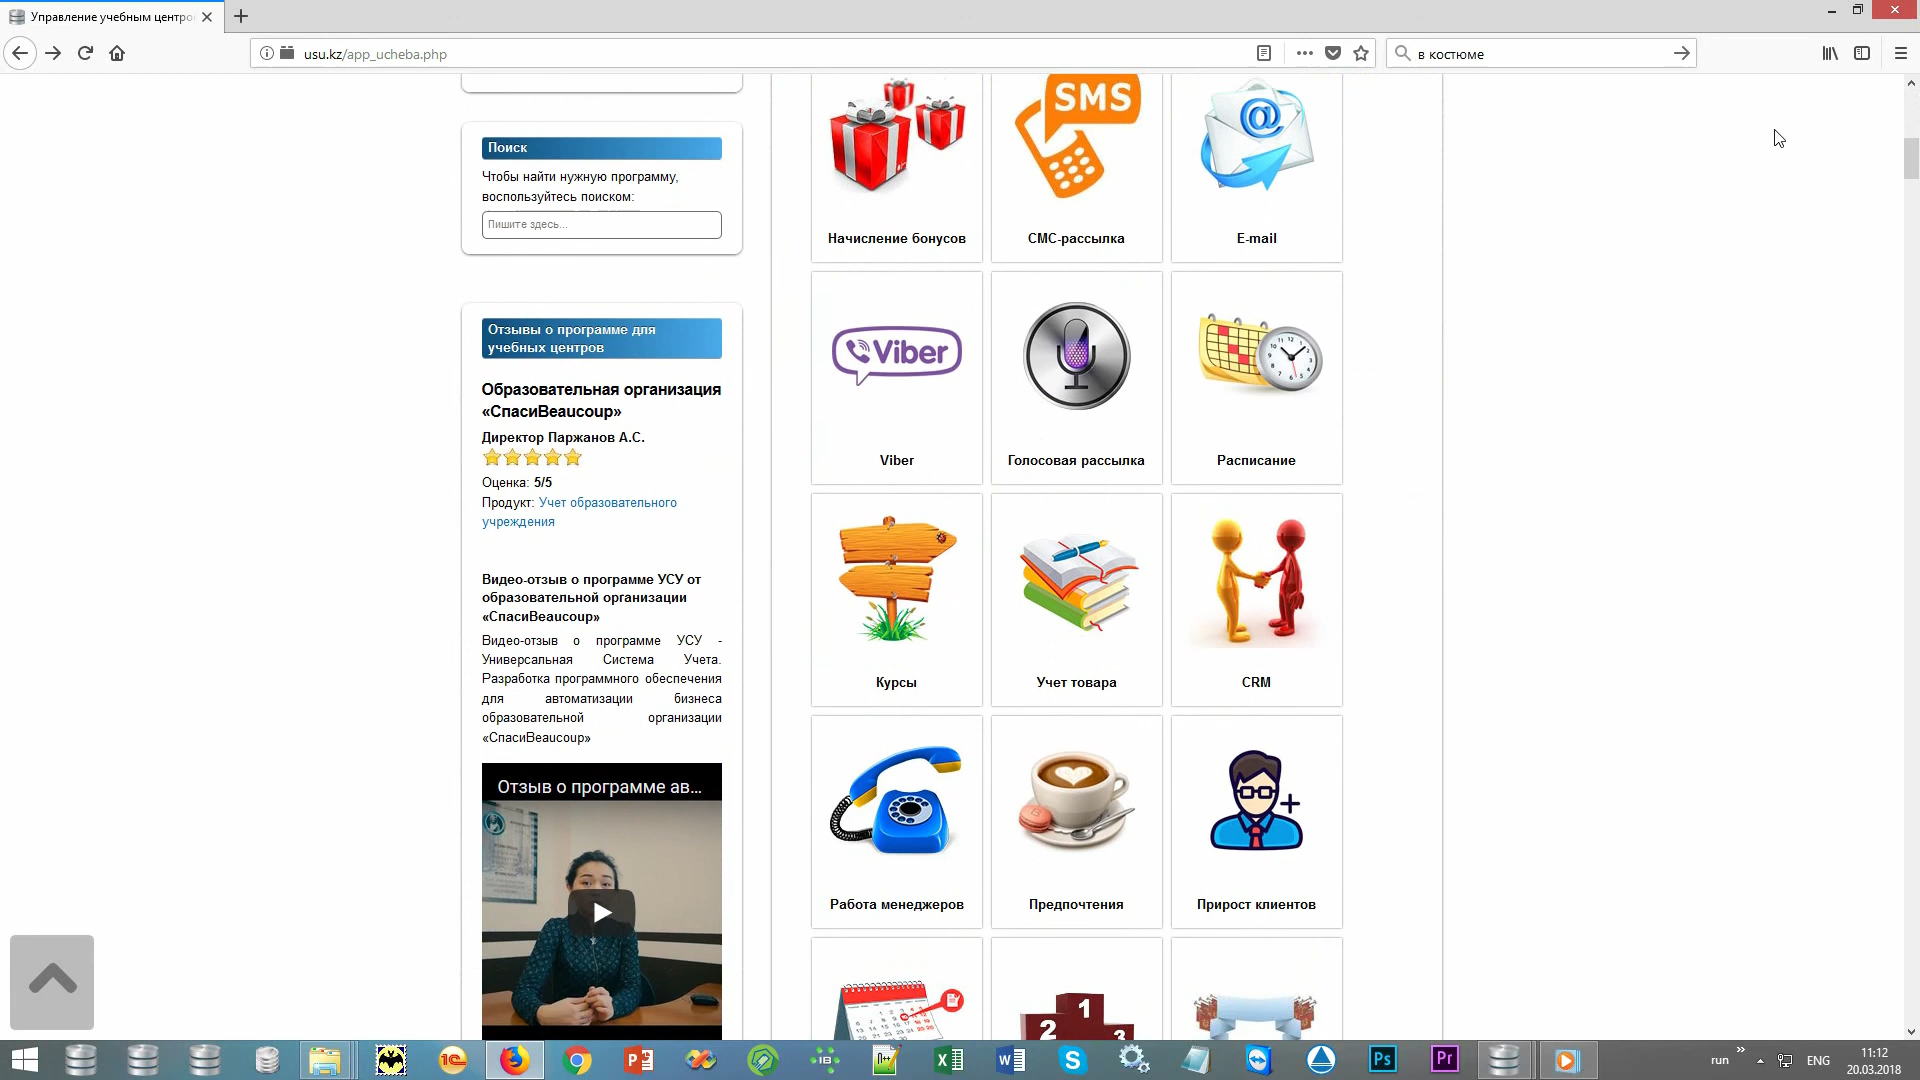 Управление учебным центро
usu.kz/app_ucheba.php
в костюме
Поиск
Чтобы найти нужную программу,
воспользуйтесь поиском:
Пишите здесь...
Отзывы о программе для
учебных центров
Образовательная организация
«СпасиBeaucoup»
Директор Паржанов А.С.
Оценка: 5/5
Продукт: Учет образовательного
учреждения
Видео-отзыв о программе УСУ от
образовательной организации
«СпасиBeaucoup»
Видео-отзыв о программе УСУ -
Универсальная Система Учета.
Разработка программного обеспечения
для автоматизации бизнеса
образовательной организации
«СпасиBeaucoup»
Отзыв о программе ав...
SMS
@
Начисление бонусов
СМС-рассылка
E-mail
Viber
Viber
Голосовая рассылка
Расписание
Курсы
Учет товара
CRM
Работа менеджеров
Предпочтения
Прирост клиентов
1
2
3
run
ENG
11:12
20.03.2018